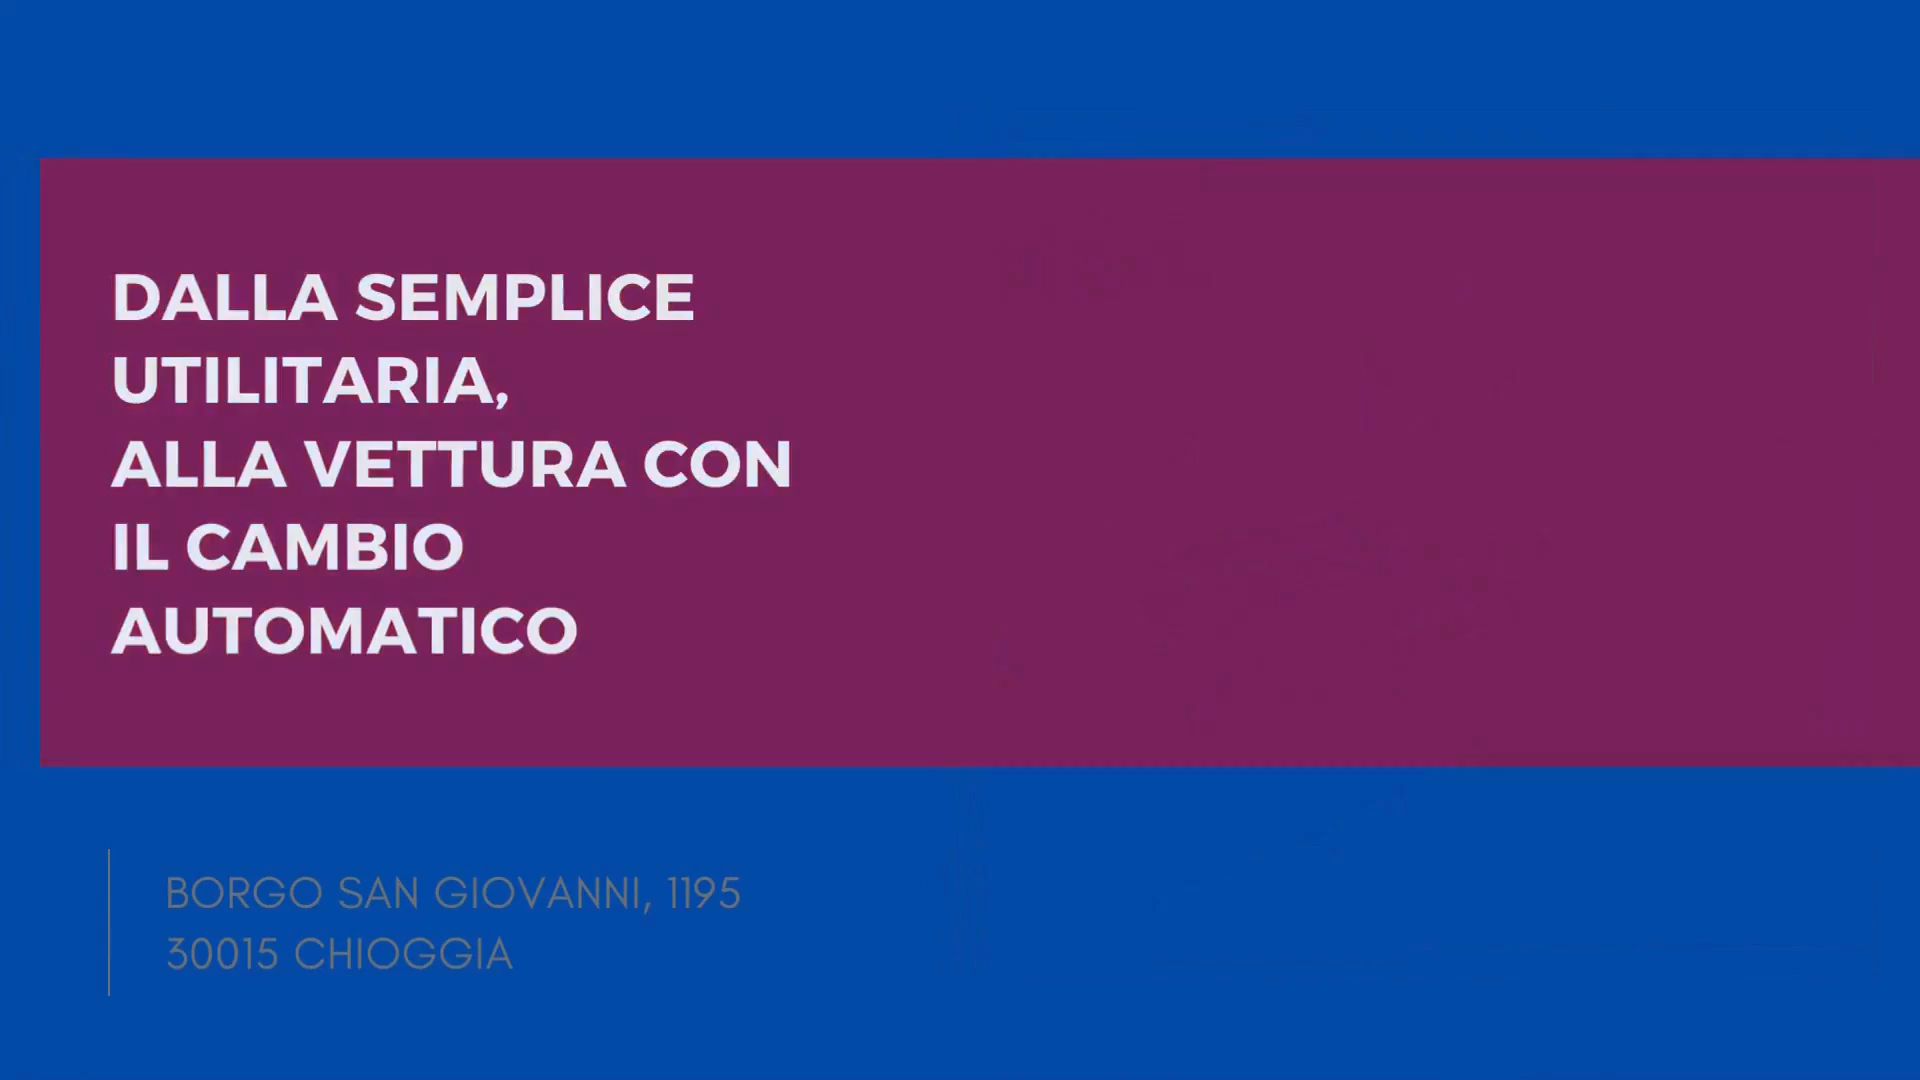 DALLA SEMPLICE
UTILITARIA,
ALLA VETTURA CON
IL CAMBIO
AUTOMATICO
BORGO SAN GIOVANNI, 1195
30015 CHIOGGIA